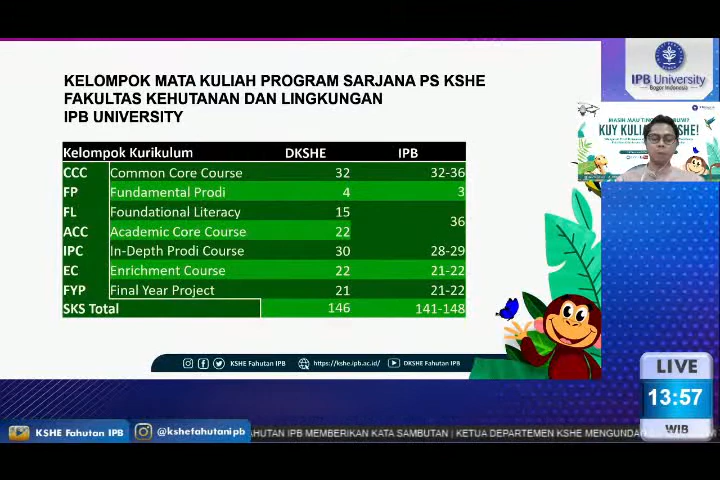 KELOMPOK MATA KULIAH PROGRAM SARJANA PS KSHE
FAKULTAS KEHUTANAN DAN LINGKUNGAN
IPB UNIVERSITY
Kelompok Kurikulum DKSHE IPB
CCC Common Core Course 32 32-36
FP Fundamental Prodi 4 3
FL Foundational Literacy 15
36
ACC Academic Core Course 22
IPC In-Depth Prodi Course 30 28-29
EC Enrichment Course 22 21-22
FYP Final Year Project 21 21-22
SKS Total 146 141-148
KSHE Fahutan IPB https://kshe.ipb.ac.id/ DKSHE Fahutan IPB
IPB University
Bogor Indonesia
KUY KULIA
HE!
LIVE
13:57
WIB
KSHE Fahutan IPB @kshefahutanipb AHUTAN IPB MEMBERIKAN KATA SAMBUTAN | KETUA DEPARTEMEN KSHE